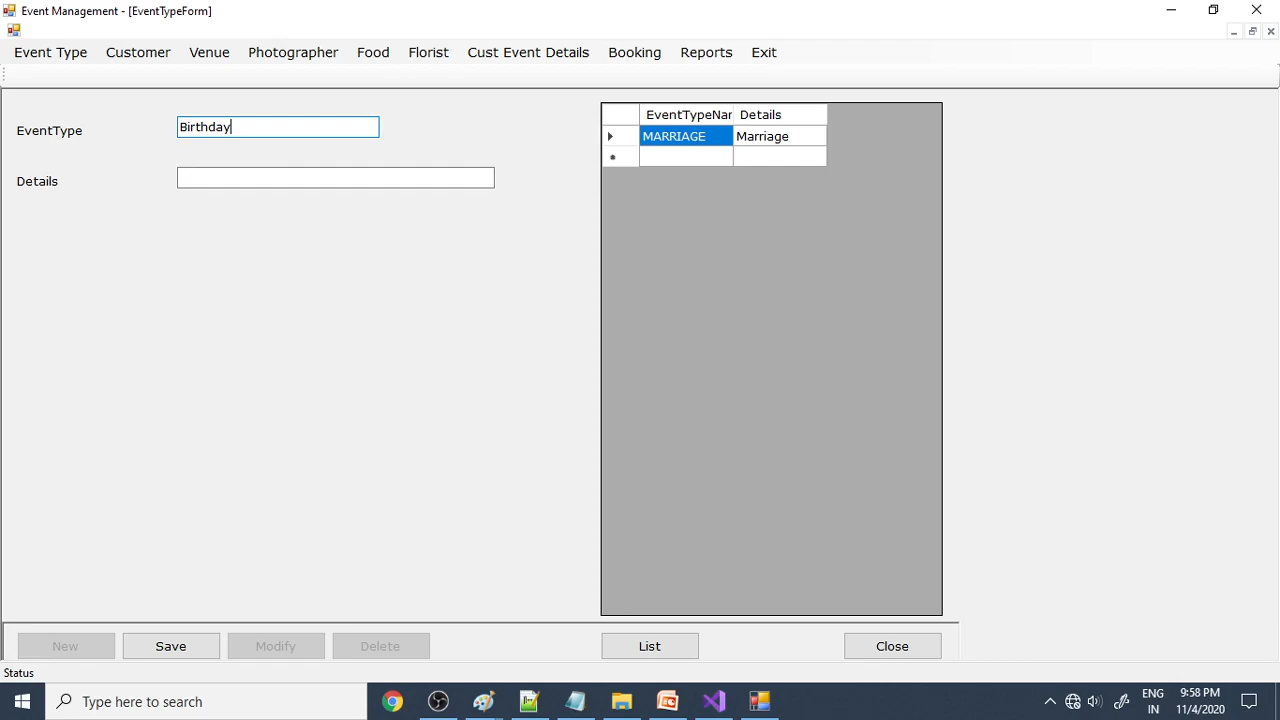 Event Management - [EventTypeForm]
Event Type Customer Venue Photographer Food Florist Cust Event Details Booking Reports Exit
EventType Birthday
Details
EventTypeNar Details
MARRIAGE Marriage
New Save Modify Delete List Close
Status
Type here to search
ENG
IN
9:58 PM
11/4/2020